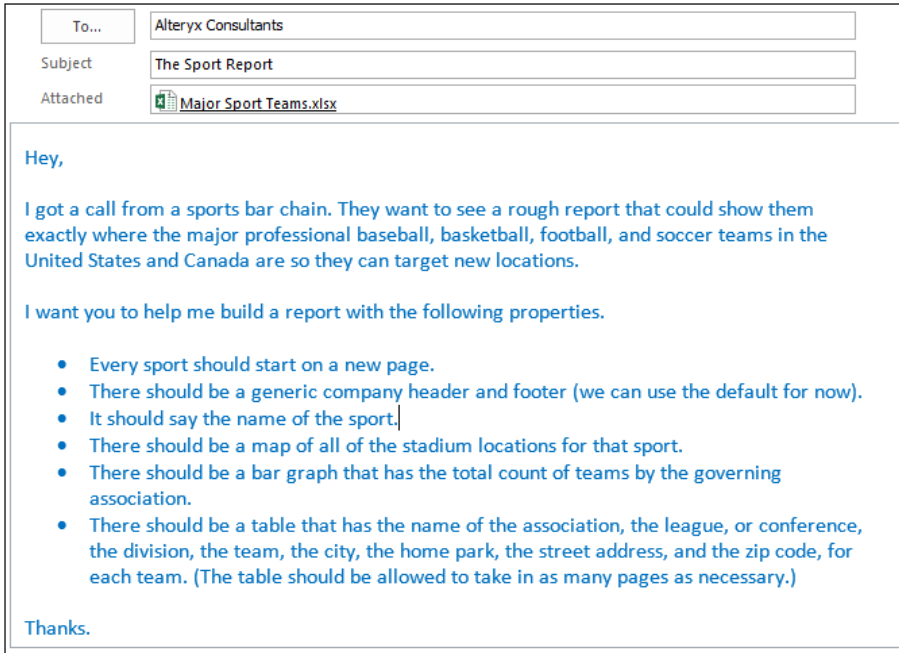 To...
Alteryx Consultants
Subject
The Sport Report
Attached
Major Sport Teams.xlsx
Hey,
I got a call from a sports bar chain. They want to see a rough report that could show them
exactly where the major professional baseball, basketball, football, and soccer teams in the
United States and Canada are so they can target new locations.
I want you to help me build a report with the following properties.
• Every sport should start on a new page.
• There should be a generic company header and footer (we can use the default for now).
• It should say the name of the sport.
• There should be a map of all of the stadium locations for that sport.
• There should be a bar graph that has the total count of teams by the governing
association.
• There should be a table that has the name of the association, the league, or conference,
the division, the team, the city, the home park, the street address, and the zip code, for
each team. (The table should be allowed to take in as many pages as necessary.)
Thanks.